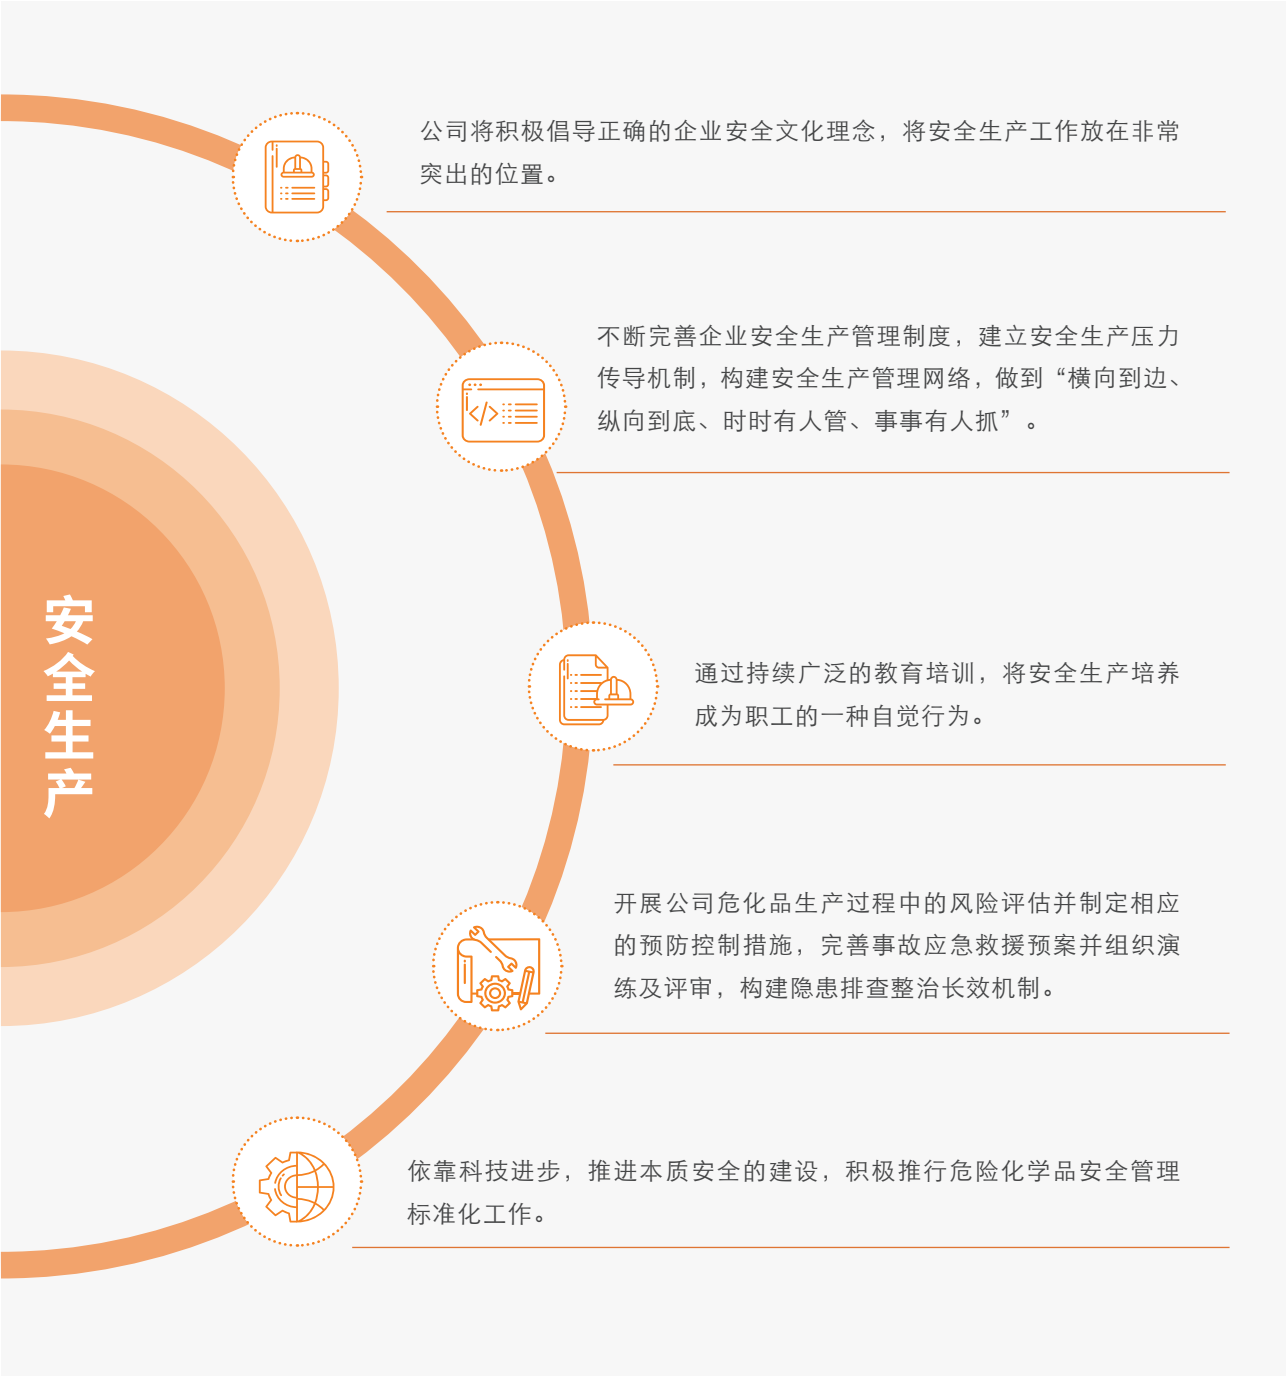 公司将积极倡导正确的企业安全文化理念，将安全生产工作放在非常
突出的位置。
不断完善企业安全生产管理制度，建立安全生产压力
传导机制，构建安全生产管理网络，做到“横向到边、
纵向到底、时时有人管、事事有人抓”。
安全生产
通过持续广泛的教育培训，将安全生产培养
成为职工的一种自觉行为。
开展公司危化品生产过程中的风险评估并制定相应
的预防控制措施，完善事故应急救援预案并组织演
练及评审，构建隐患排查整治长效机制。
依靠科技进步，推进本质安全的建设，积极推行危险化学品安全管理
标准化工作。